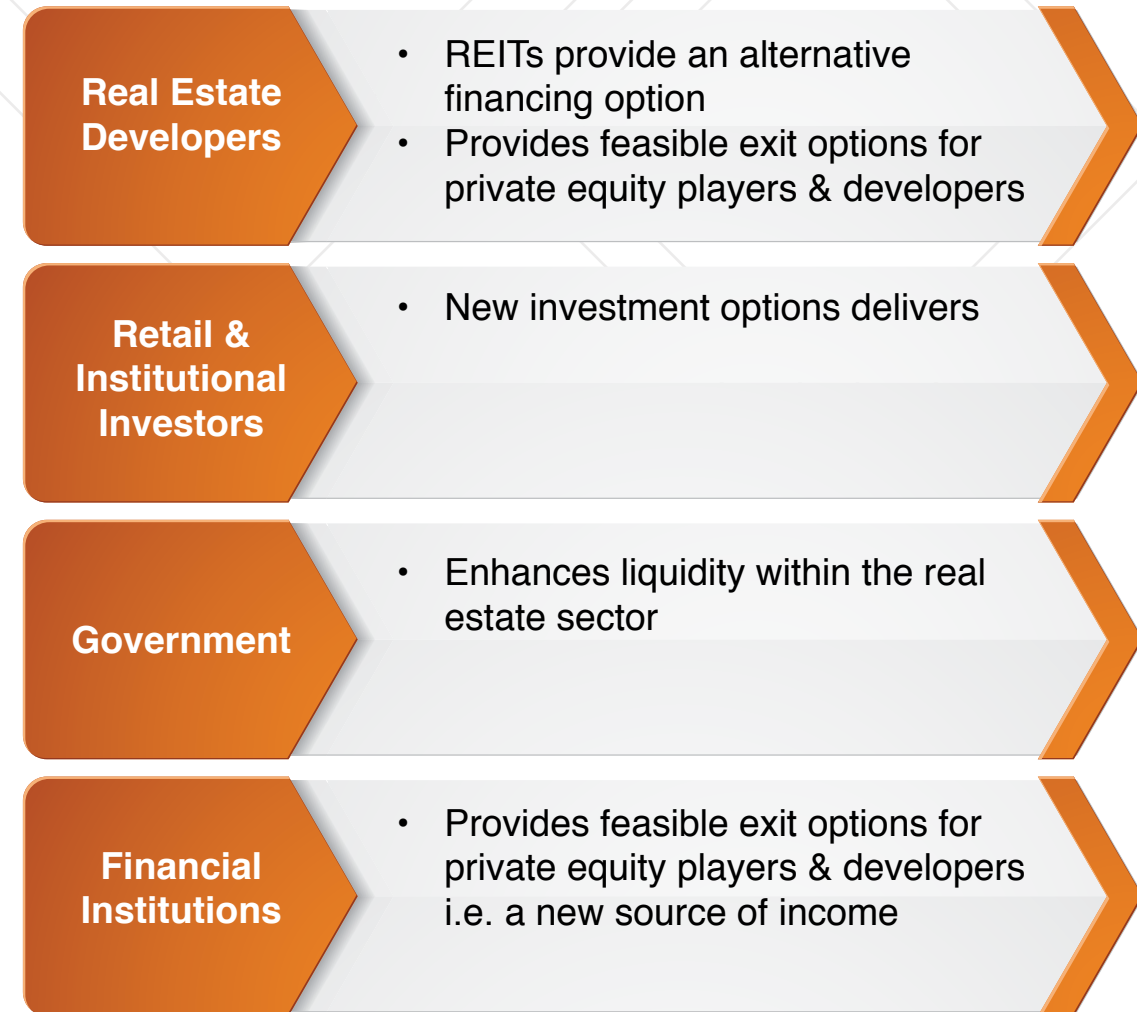 Real Estate
Developers
• REITs provide an alternative
financing option
• Provides feasible exit options for
private equity players & developers
Retail &
Institutional
Investors
• New investment options delivers
Government
• Enhances liquidity within the real
estate sector
Financial
Institutions
• Provides feasible exit options for
private equity players & developers
i.e. a new source of income